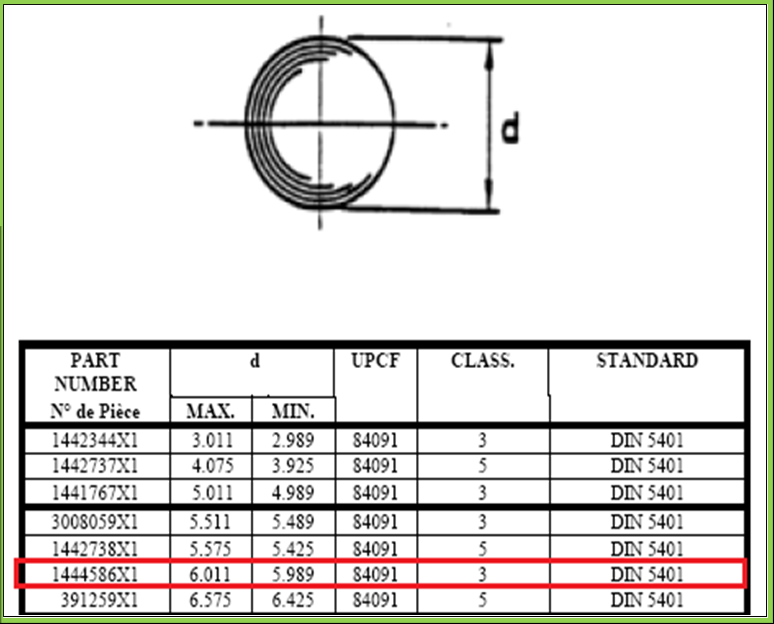 d
PART NUMBER N° de Pièce d UPCF CLASS. STANDARD
MAX. MIN.
1442344X1 3.011 2.989 84091 3 DIN 5401
1442737X1 4.075 3.925 84091 5 DIN 5401
1441767X1 5.011 4.989 84091 3 DIN 5401
3008059X1 5.511 5.489 84091 3 DIN 5401
1442738X1 5.575 5.425 84091 5 DIN 5401
1444586X1 6.011 5.989 84091 3 DIN 5401
391259X1 6.575 6.425 84091 5 DIN 5401